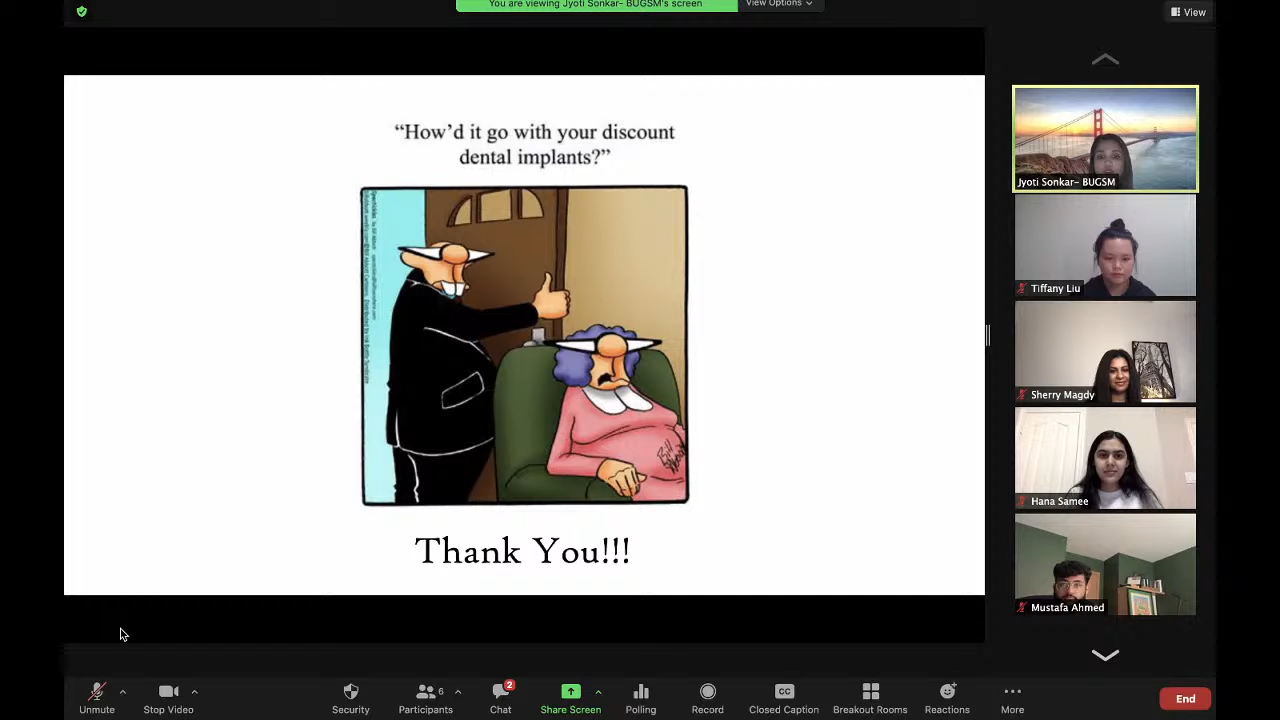 You are viewing Jyoti Sonkar- BUGSM's screen
View Options
View
“How’d it go with your discount
dental implants?”
Thank You!!!
Jyoti Sonkar- BUGSM
Tiffany Liu
Sherry Magdy
Hana Samee
Mustafa Ahmed
Unmute
Stop Video
Security
6
Participants
2
Chat
Share Screen
Polling
Record
CC
Closed Caption
Breakout Rooms
Reactions
More
End